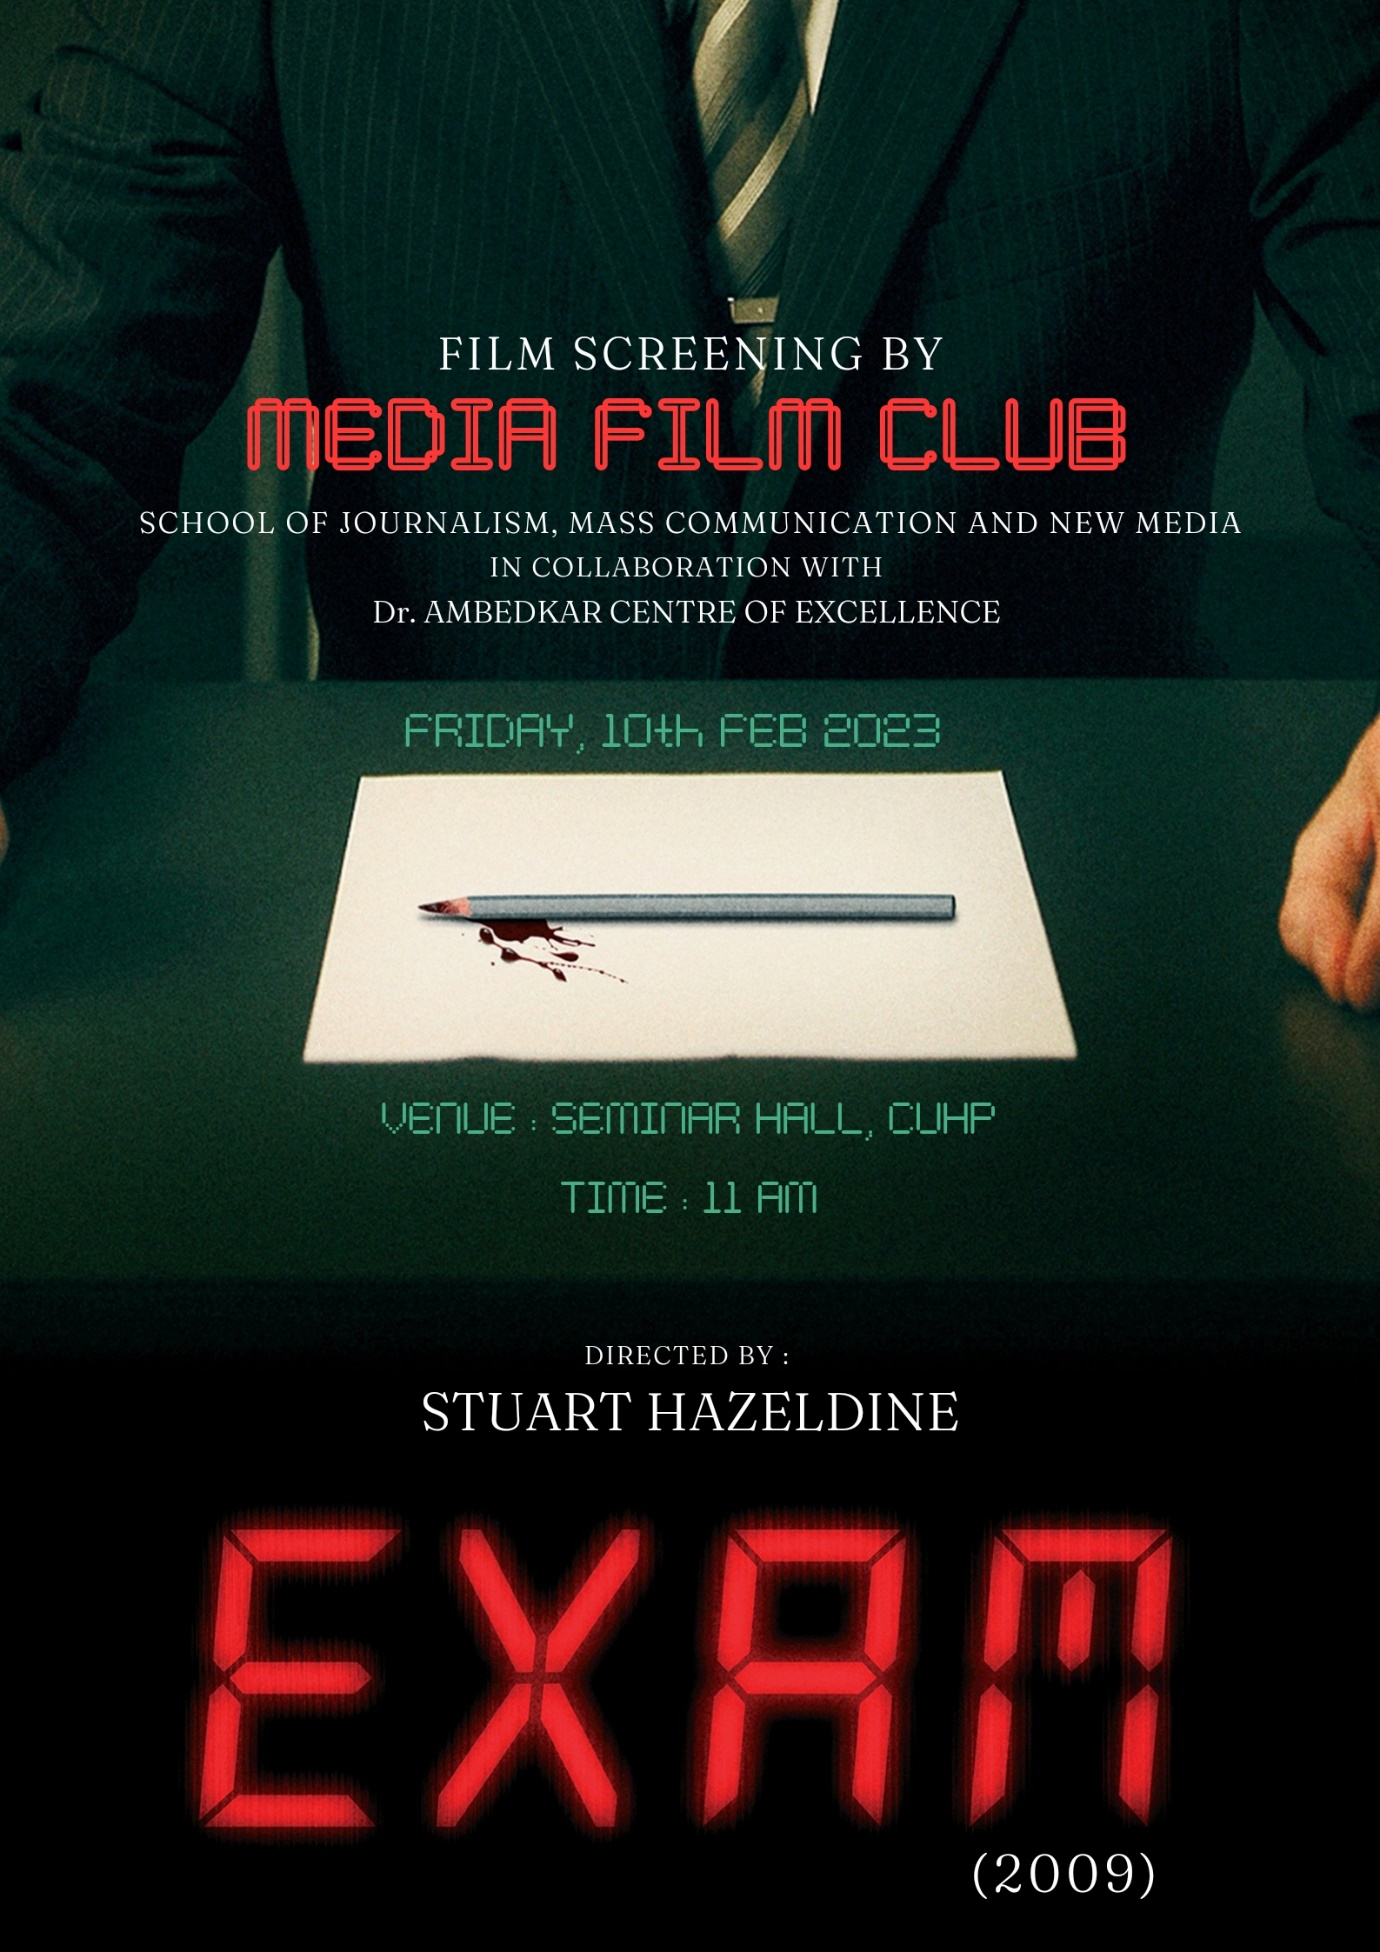 FILM SCREENING BY
MEDIA FILM CLUB
SCHOOL OF JOURNALISM, MASS COMMUNICATION AND NEW MEDIA
IN COLLABORATION WITH
Dr. AMBEDKAR CENTRE OF EXCELLENCE
FRIDAY, 10th FEB 2023
VENUE : SEMINAR HALL, CUHP
TIME : 11 AM
DIRECTED BY :
STUART HAZELDINE
EXAM
(2009)